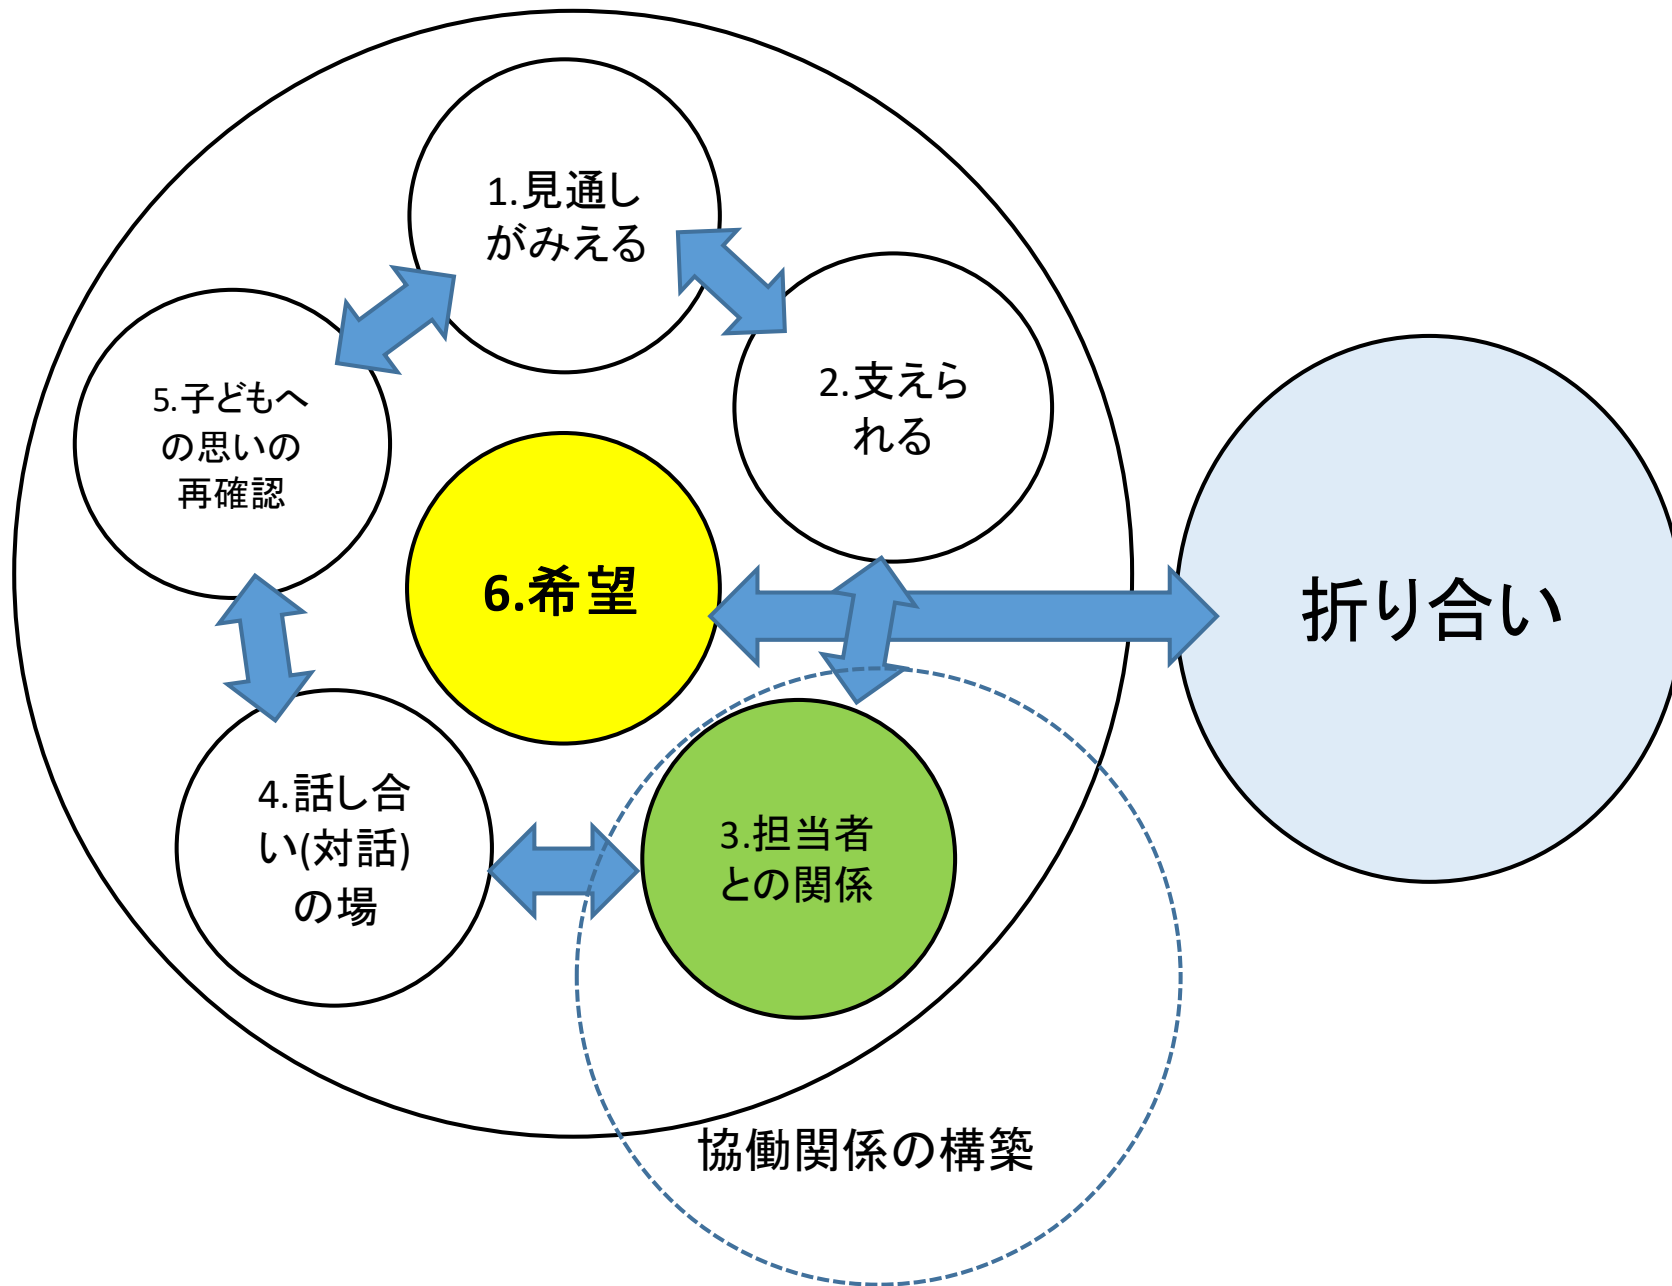 1.見通し
がみえる
2.支えら
れる
5.子どもへ
の思いの
再確認
6.希望
折り合い
4.話し合
い(対話)
の場
3.担当者
との関係
協働関係の構築